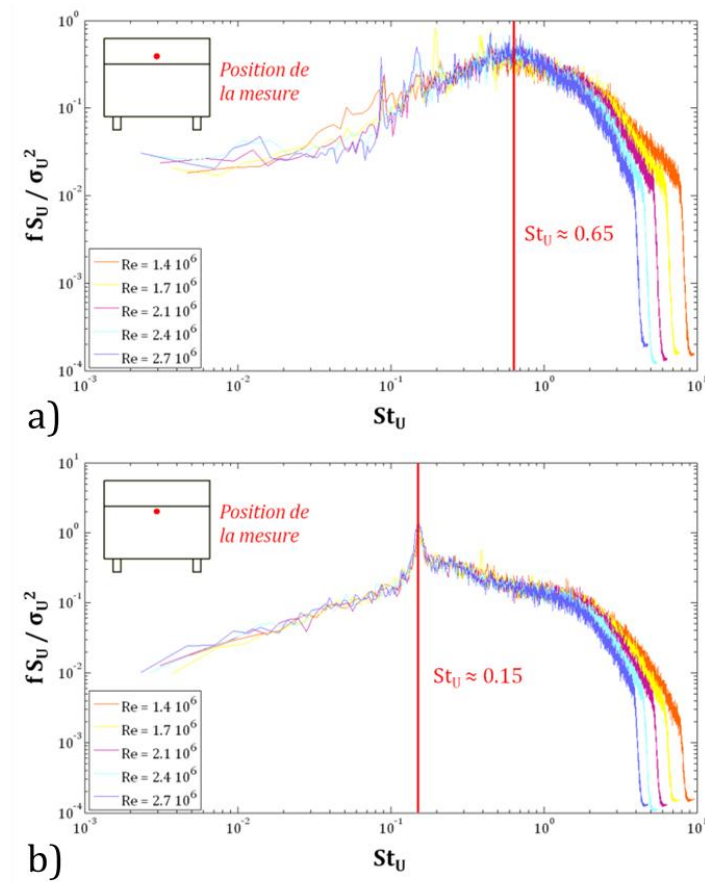 10⁰
10⁻¹
10⁻²
10⁻³
10⁻⁴
f S_U / σ_U²
Position de
la mesure
St_U ≈ 0.65
Re = 1.4 10⁶
Re = 1.7 10⁶
Re = 2.1 10⁶
Re = 2.4 10⁶
Re = 2.7 10⁶
10⁻³ 10⁻² 10⁻¹ 10⁰ 10¹
a) St_U
10¹
10⁰
10⁻¹
10⁻²
10⁻³
10⁻⁴
f S_U / σ_U²
Position de
la mesure
St_U ≈ 0.15
Re = 1.4 10⁶
Re = 1.7 10⁶
Re = 2.1 10⁶
Re = 2.4 10⁶
Re = 2.7 10⁶
10⁻³ 10⁻² 10⁻¹ 10⁰ 10¹
b) St_U